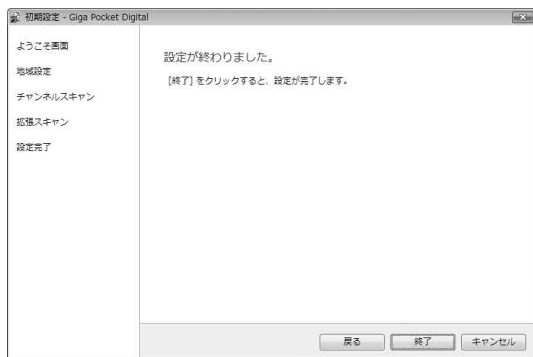 初期設定 - Giga Pocket Digital
ようこそ画面
地域設定
チャンネルスキャン
拡張スキャン
設定完了
設定が終わりました。
[終了] をクリックすると、設定が完了します。
戻る
終了
キャンセル